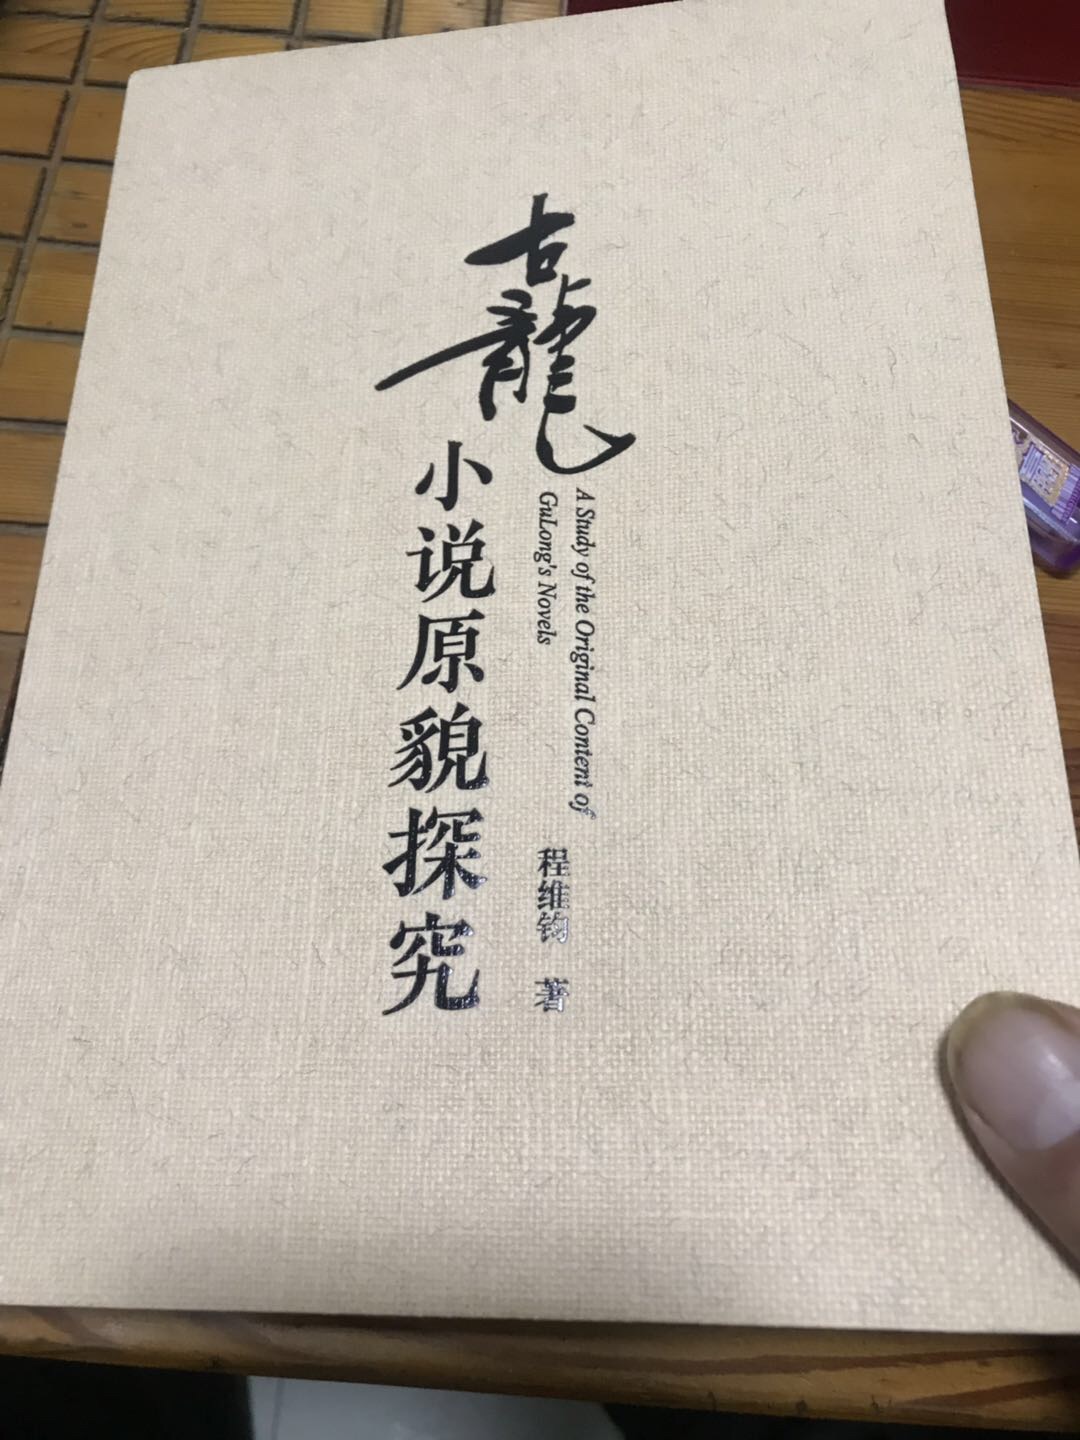 古龍
小说原貌探究
A Study of the Original Content of
GuLong's Novels
程维钧 著